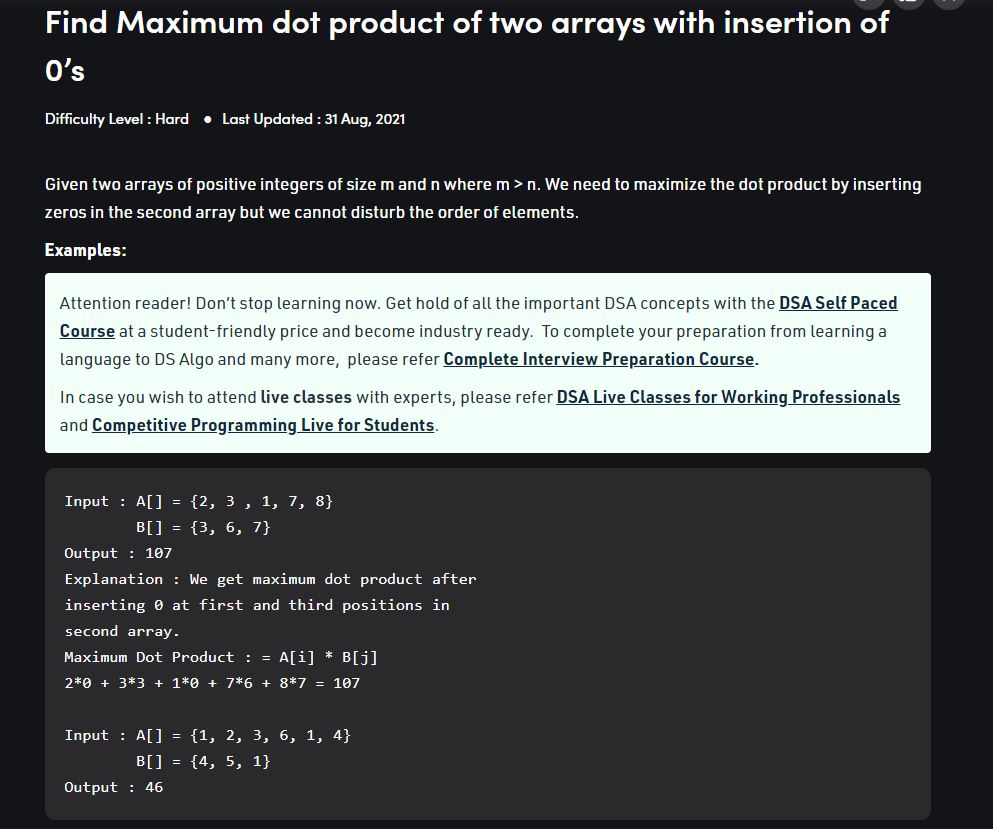 Find Maximum dot product of two arrays with insertion of
0’s
Difficulty Level : Hard ● Last Updated : 31 Aug, 2021
Given two arrays of positive integers of size m and n where m > n. We need to maximize the dot product by inserting
zeros in the second array but we cannot disturb the order of elements.
Examples:
Attention reader! Don’t stop learning now. Get hold of all the important DSA concepts with the DSA Self Paced
Course at a student-friendly price and become industry ready.  To complete your preparation from learning a
language to DS Algo and many more,  please refer Complete Interview Preparation Course.
In case you wish to attend live classes with experts, please refer DSA Live Classes for Working Professionals
and Competitive Programming Live for Students.
Input : A[] = {2, 3 , 1, 7, 8}
B[] = {3, 6, 7}
Output : 107
Explanation : We get maximum dot product after
inserting 0 at first and third positions in
second array.
Maximum Dot Product : = A[i] * B[j]
2*0 + 3*3 + 1*0 + 7*6 + 8*7 = 107
Input : A[] = {1, 2, 3, 6, 1, 4}
B[] = {4, 5, 1}
Output : 46